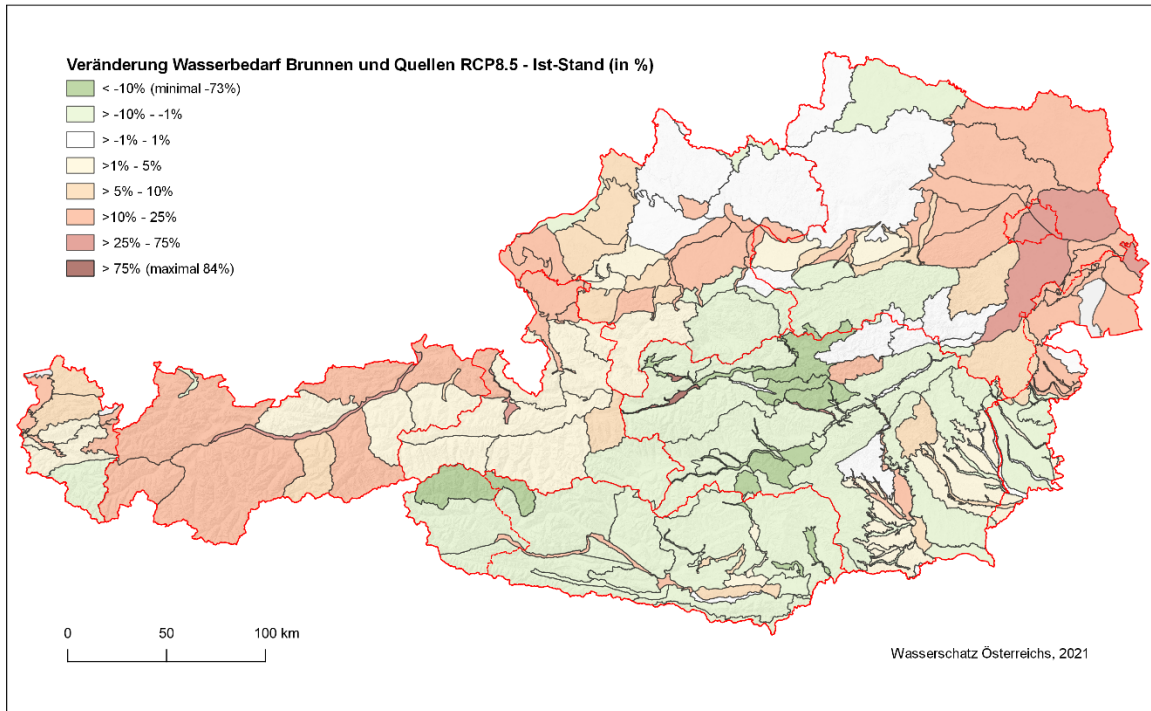 Veränderung Wasserbedarf Brunnen und Quellen RCP8.5 - Ist-Stand (in %)
< -10% (minimal -73%)
> -10% - -1%
> -1% - 1%
>1% - 5%
> 5% - 10%
>10% - 25%
> 25% - 75%
> 75% (maximal 84%)
0 50 100 km
Wasserschatz Österreichs, 2021